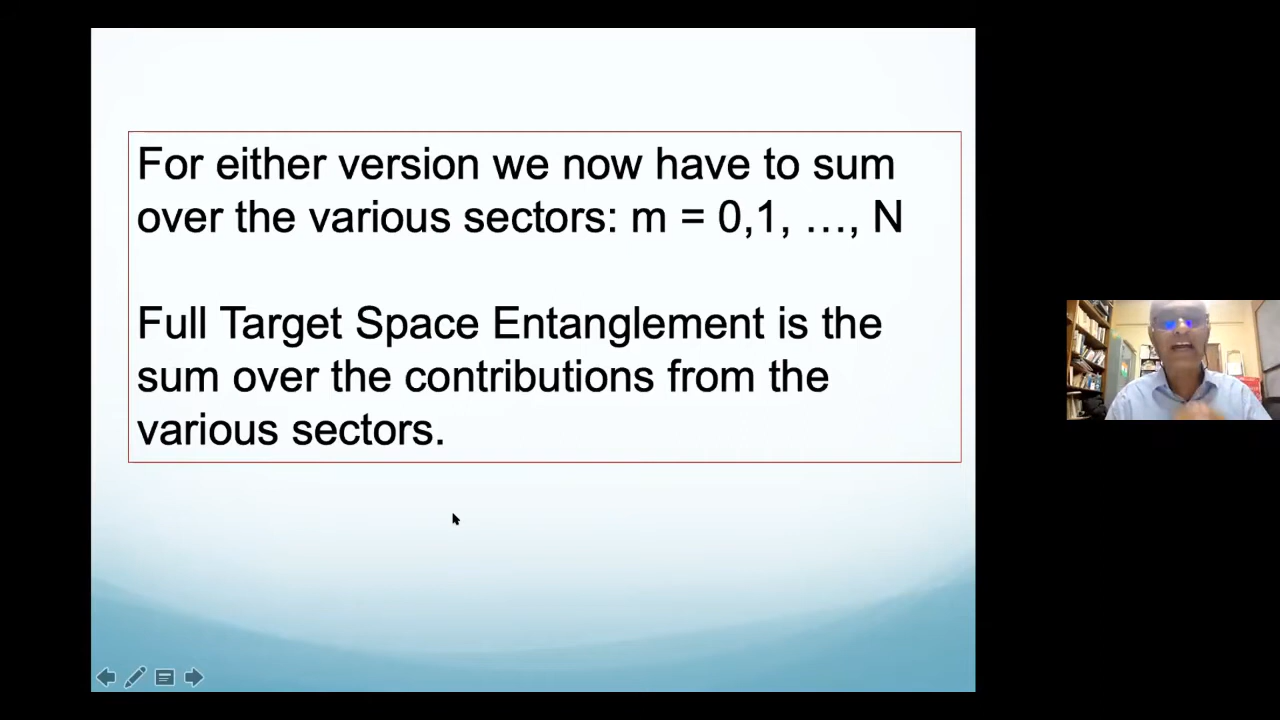 For either version we now have to sum
over the various sectors: m = 0,1, …, N
Full Target Space Entanglement is the
sum over the contributions from the
various sectors.